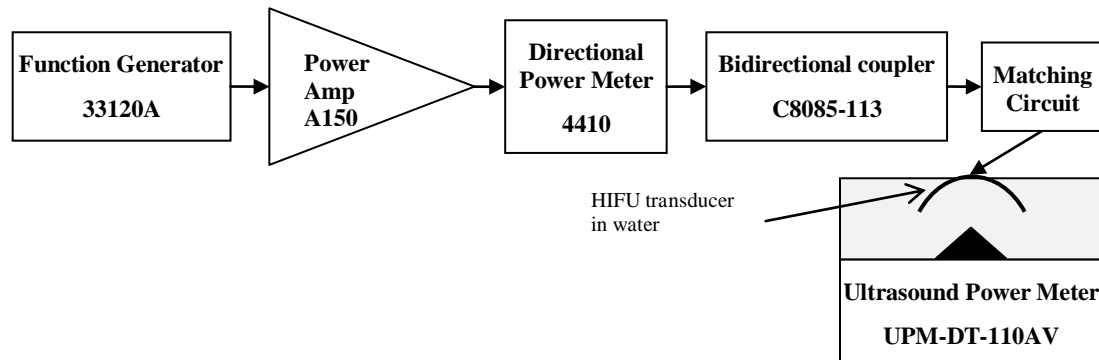 Function Generator
33120A
Power
Amp
A150
Directional
Power Meter
4410
Bidirectional coupler
C8085-113
Matching
Circuit
HIFU transducer
in water
Ultrasound Power Meter
UPM-DT-110AV